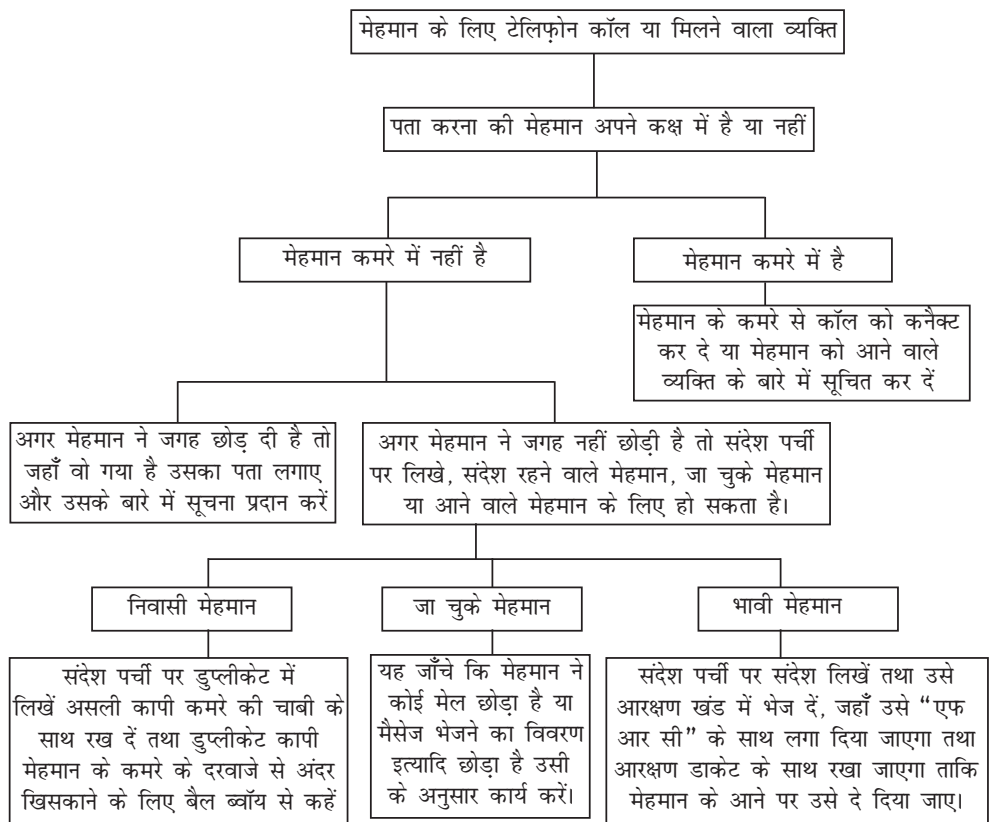 मेहमान के लिए टेलिफ़ोन कॉल या मिलने वाला व्यक्ति
पता करना की मेहमान अपने कक्ष में है या नहीं
मेहमान कमरे में नहीं है
मेहमान कमरे में है
मेहमान के कमरे से कॉल को कनैक्ट
कर दे या मेहमान को आने वाले
व्यक्ति के बारे में सूचित कर दें
अगर मेहमान ने जगह छोड़ दी है तो
जहाँ वो गया है उसका पता लगाए
और उसके बारे में सूचना प्रदान करें
अगर मेहमान ने जगह नहीं छोड़ी है तो संदेश पर्ची
पर लिखे, संदेश रहने वाले मेहमान, जा चुके मेहमान
या आने वाले मेहमान के लिए हो सकता है।
निवासी मेहमान
जा चुके मेहमान
भावी मेहमान
संदेश पर्ची पर डुप्लीकेट में
लिखें असली कापी कमरे की चाबी के
साथ रख दें तथा डुप्लीकेट कापी
मेहमान के कमरे के दरवाजे से अंदर
खिसकाने के लिए बैल ब्वॉय से कहें
यह जाँचे कि मेहमान ने
कोई मेल छोड़ा है या
मैसेज भेजने का विवरण
इत्यादि छोड़ा है उसी
के अनुसार कार्य करें।
संदेश पर्ची पर संदेश लिखें तथा उसे
आरक्षण खंड में भेज दें, जहाँ उसे “एफ
आर सी” के साथ लगा दिया जाएगा तथा
आरक्षण डाकेट के साथ रखा जाएगा ताकि
मेहमान के आने पर उसे दे दिया जाए।